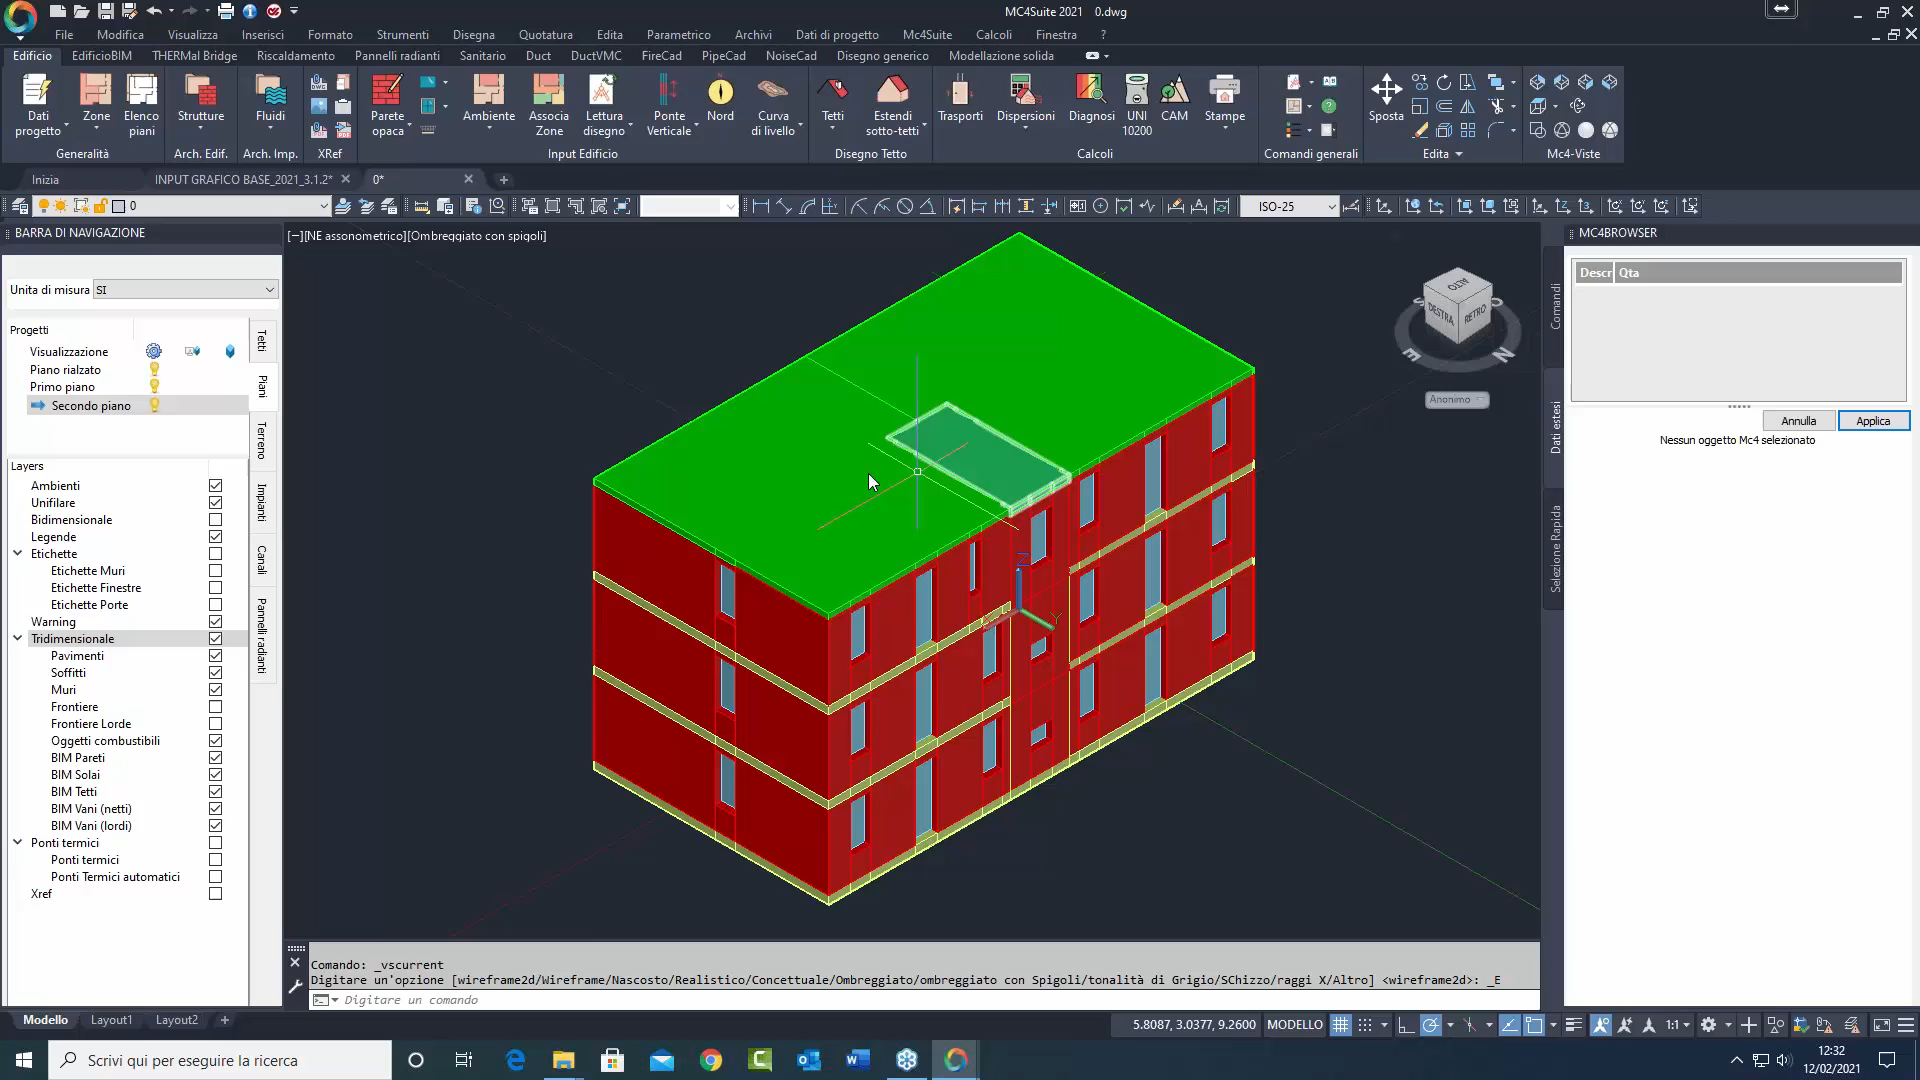 MC4Suite 2021 0.dwg
File Modifica Visualizza Inserisci Formato Strumenti Disegna Quotatura Edita Parametrico Archivi Dati di progetto Mc4Suite Calcoli Finestra ?
Edificio EdificioBIM THERMal Bridge Riscaldamento Pannelli radianti Sanitario Duct DuctVMC FireCad PipeCad NoiseCad Disegno generico Modellazione solida
Dati progetto
Zone
Elenco piani
Strutture
Fluidi
Parete opaca
Ambiente
Associa Zone
Lettura disegno
Ponte Verticale
Nord
Curva di livello
Tetti
Estendi sotto-tetti
Trasporti
Dispersioni
Diagnosi
UNI 10200
CAM
Stampe
Sposta
Generalità Arch. Edif. Arch. Imp. XRef Input Edificio Disegno Tetto Calcoli Comandi generali Edita Mc4-Viste
Inizia INPUT GRAFICO BASE_2021_3.1.2* 0*
0 ISO-25
BARRA DI NAVIGAZIONE
Unita di misura SI
Progetti
Visualizzazione
Piano rialzato
Primo piano
Secondo piano
Layers
Ambienti
Unifilare
Bidimensionale
Legende
Etichette
Etichette Muri
Etichette Finestre
Etichette Porte
Warning
Tridimensionale
Pavimenti
Soffitti
Muri
Frontiere
Frontiere Lorde
Oggetti combustibili
BIM Pareti
BIM Solai
BIM Tetti
BIM Vani (netti)
BIM Vani (lordi)
Ponti termici
Ponti termici
Ponti Termici automatici
Xref
Tetti
Piani
Terreno
Impianti
Canali
Pannelli radianti
[−][NE assonometrico][Ombreggiato con spigoli]
ALTO
DESTRA
RETRO
S
E
N
Anonimo
Z
Y
Comandi
Dati estesi
Selezione Rapida
MC4BROWSER
Descr Qta
Annulla Applica
Nessun oggetto Mc4 selezionato
Comando: _vscurrent
Digitare un'opzione [wireframe2d/Wireframe/Nascosto/Realistico/Concettuale/Ombreggiato/ombreggiato con Spigoli/tonalità di Grigio/SChizzo/raggi X/Altro] <wireframe2d>: _E
Digitare un comando
Modello Layout1 Layout2 +
5.8087, 3.0377, 9.2600 MODELLO 1:1
Scrivi qui per eseguire la ricerca
12:32
12/02/2021